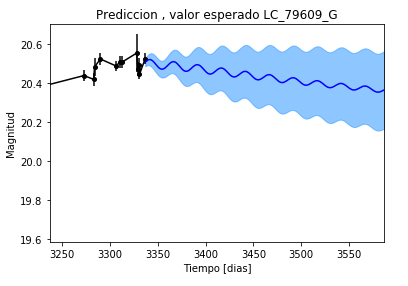 Prediccion , valor esperado LC_79609_G
20.6
20.4
20.2
20.0
19.8
19.6
Magnitud
3250 3300 3350 3400 3450 3500 3550
Tiempo [dias]